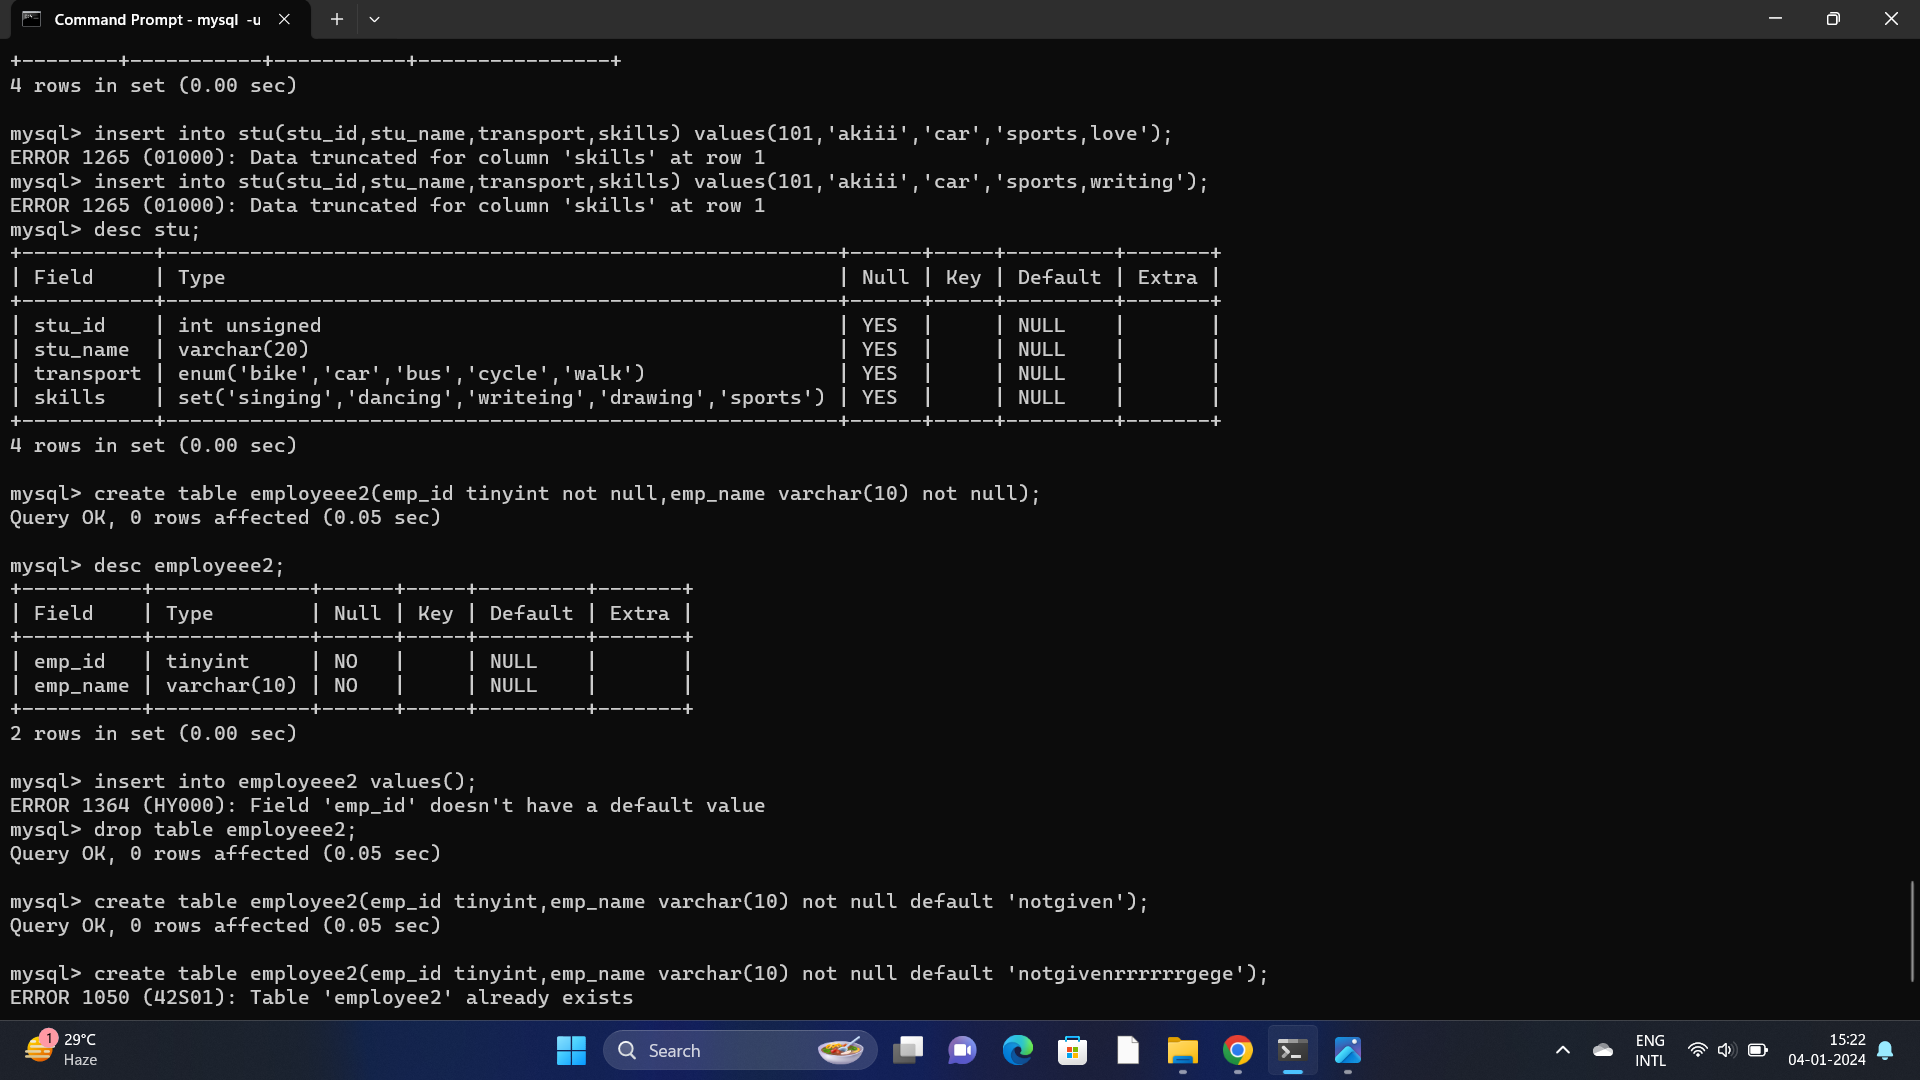 Command Prompt - mysql -u
+--------+-----------+-----------+----------------+
4 rows in set (0.00 sec)
mysql> insert into stu(stu_id,stu_name,transport,skills) values(101,'akiii','car','sports,love');
ERROR 1265 (01000): Data truncated for column 'skills' at row 1
mysql> insert into stu(stu_id,stu_name,transport,skills) values(101,'akiii','car','sports,writing');
ERROR 1265 (01000): Data truncated for column 'skills' at row 1
mysql> desc stu;
+-----------+--------------------------------------------------------+------+-----+---------+-------+
| Field     | Type                                                   | Null | Key | Default | Extra |
+-----------+--------------------------------------------------------+------+-----+---------+-------+
| stu_id    | int unsigned                                           | YES  |     | NULL    |       |
| stu_name  | varchar(20)                                            | YES  |     | NULL    |       |
| transport | enum('bike','car','bus','cycle','walk')                | YES  |     | NULL    |       |
| skills    | set('singing','dancing','writeing','drawing','sports') | YES  |     | NULL    |       |
+-----------+--------------------------------------------------------+------+-----+---------+-------+
4 rows in set (0.00 sec)
mysql> create table employeee2(emp_id tinyint not null,emp_name varchar(10) not null);
Query OK, 0 rows affected (0.05 sec)
mysql> desc employeee2;
+----------+-------------+------+-----+---------+-------+
| Field    | Type        | Null | Key | Default | Extra |
+----------+-------------+------+-----+---------+-------+
| emp_id   | tinyint     | NO   |     | NULL    |       |
| emp_name | varchar(10) | NO   |     | NULL    |       |
+----------+-------------+------+-----+---------+-------+
2 rows in set (0.00 sec)
mysql> insert into employeee2 values();
ERROR 1364 (HY000): Field 'emp_id' doesn't have a default value
mysql> drop table employeee2;
Query OK, 0 rows affected (0.05 sec)
mysql> create table employee2(emp_id tinyint,emp_name varchar(10) not null default 'notgiven');
Query OK, 0 rows affected (0.05 sec)
mysql> create table employee2(emp_id tinyint,emp_name varchar(10) not null default 'notgivenrrrrrrgege');
ERROR 1050 (42S01): Table 'employee2' already exists
1
29°C
Haze
Search
ENG
INTL
15:22
04-01-2024